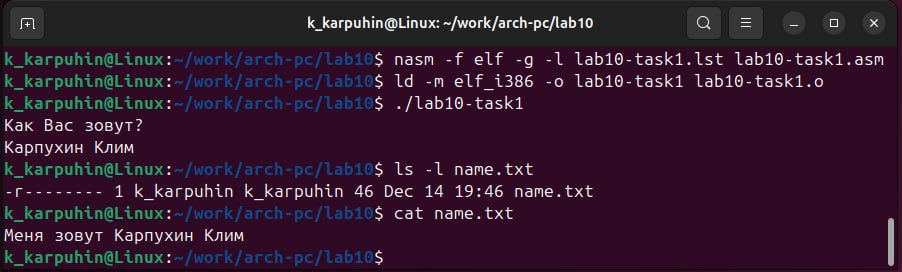 k_karpuhin@Linux: ~/work/arch-pc/lab10
k_karpuhin@Linux:~/work/arch-pc/lab10$ nasm -f elf -g -l lab10-task1.lst lab10-task1.asm
k_karpuhin@Linux:~/work/arch-pc/lab10$ ld -m elf_i386 -o lab10-task1 lab10-task1.o
k_karpuhin@Linux:~/work/arch-pc/lab10$ ./lab10-task1
Как Вас зовут?
Карпухин Клим
k_karpuhin@Linux:~/work/arch-pc/lab10$ ls -l name.txt
-r-------- 1 k_karpuhin k_karpuhin 46 Dec 14 19:46 name.txt
k_karpuhin@Linux:~/work/arch-pc/lab10$ cat name.txt
Меня зовут Карпухин Клим
k_karpuhin@Linux:~/work/arch-pc/lab10$